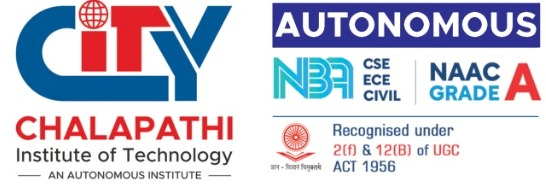 CITY
CHALAPATHI
Institute of Technology
AN AUTONOMOUS INSTITUTE
AUTONOMOUS
NBA
CSE
ECE
CIVIL
NAAC
GRADE A
ज्ञान - विज्ञान विमुक्तये
Recognised under
2(f) & 12(B) of UGC
ACT 1956